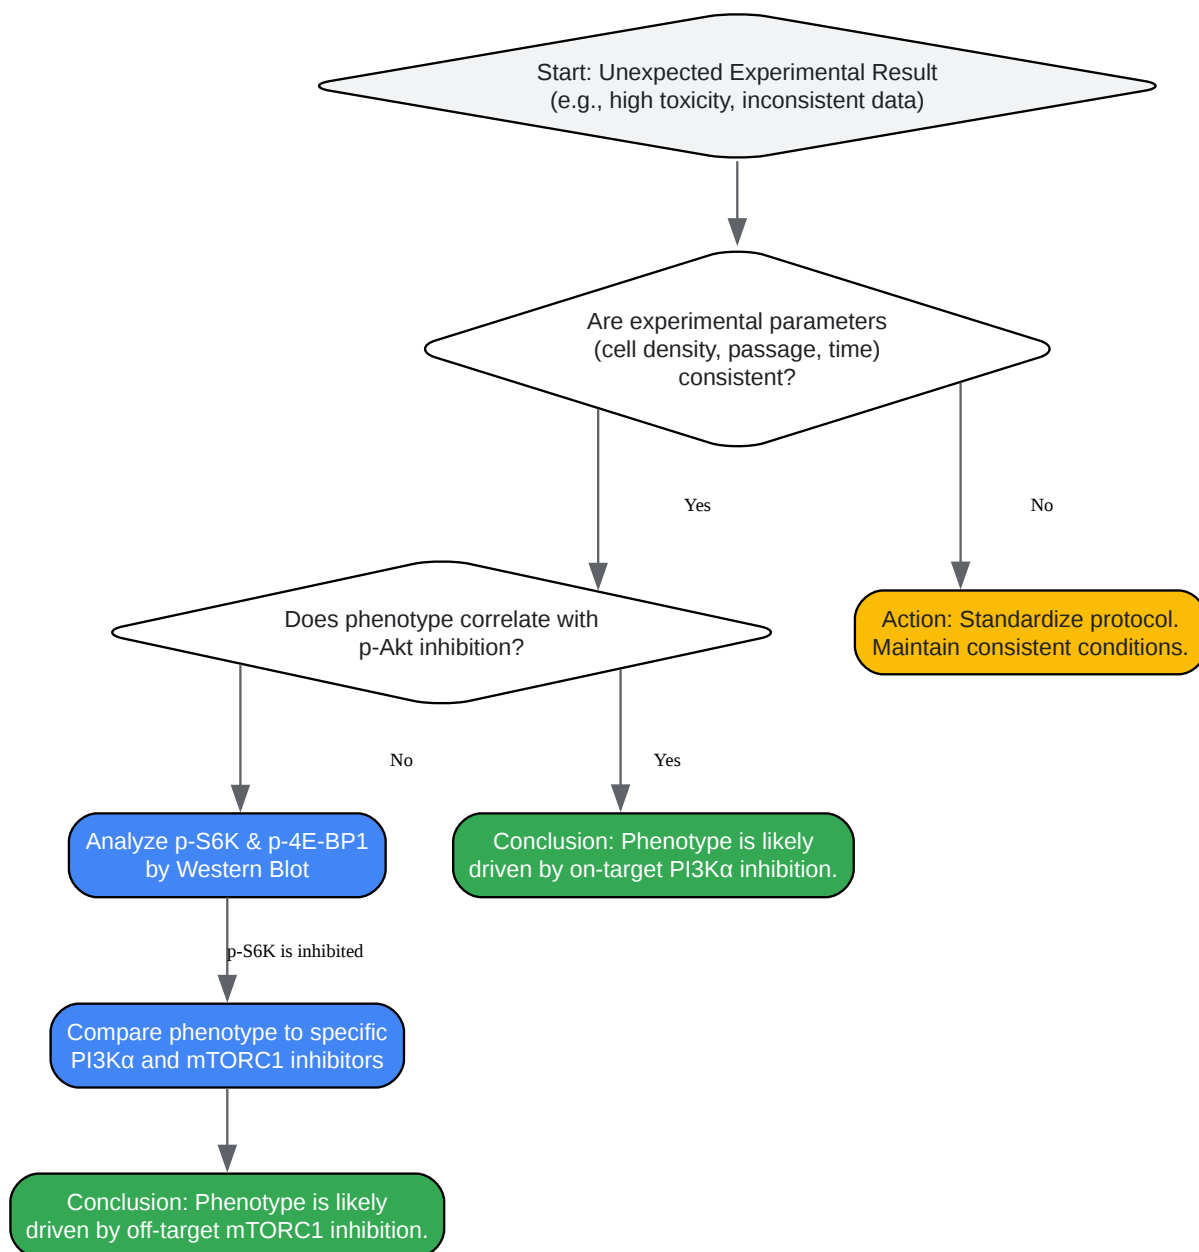 Start: Unexpected Experimental Result
(e.g., high toxicity, inconsistent data)
Are experimental parameters
(cell density, passage, time)
consistent?
Yes
No
Does phenotype correlate with
p-Akt inhibition?
Action: Standardize protocol.
Maintain consistent conditions.
No
Yes
Analyze p-S6K & p-4E-BP1
by Western Blot
Conclusion: Phenotype is likely
driven by on-target PI3Kα inhibition.
p-S6K is inhibited
Compare phenotype to specific
PI3Kα and mTORC1 inhibitors
Conclusion: Phenotype is likely
driven by off-target mTORC1 inhibition.